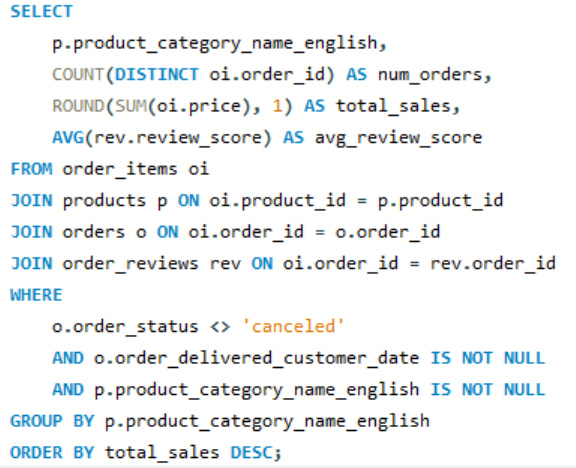 SELECT
    p.product_category_name_english,
    COUNT(DISTINCT oi.order_id) AS num_orders,
    ROUND(SUM(oi.price), 1) AS total_sales,
    AVG(rev.review_score) AS avg_review_score
FROM order_items oi
JOIN products p ON oi.product_id = p.product_id
JOIN orders o ON oi.order_id = o.order_id
JOIN order_reviews rev ON oi.order_id = rev.order_id
WHERE
    o.order_status <> 'canceled'
    AND o.order_delivered_customer_date IS NOT NULL
    AND p.product_category_name_english IS NOT NULL
GROUP BY p.product_category_name_english
ORDER BY total_sales DESC;